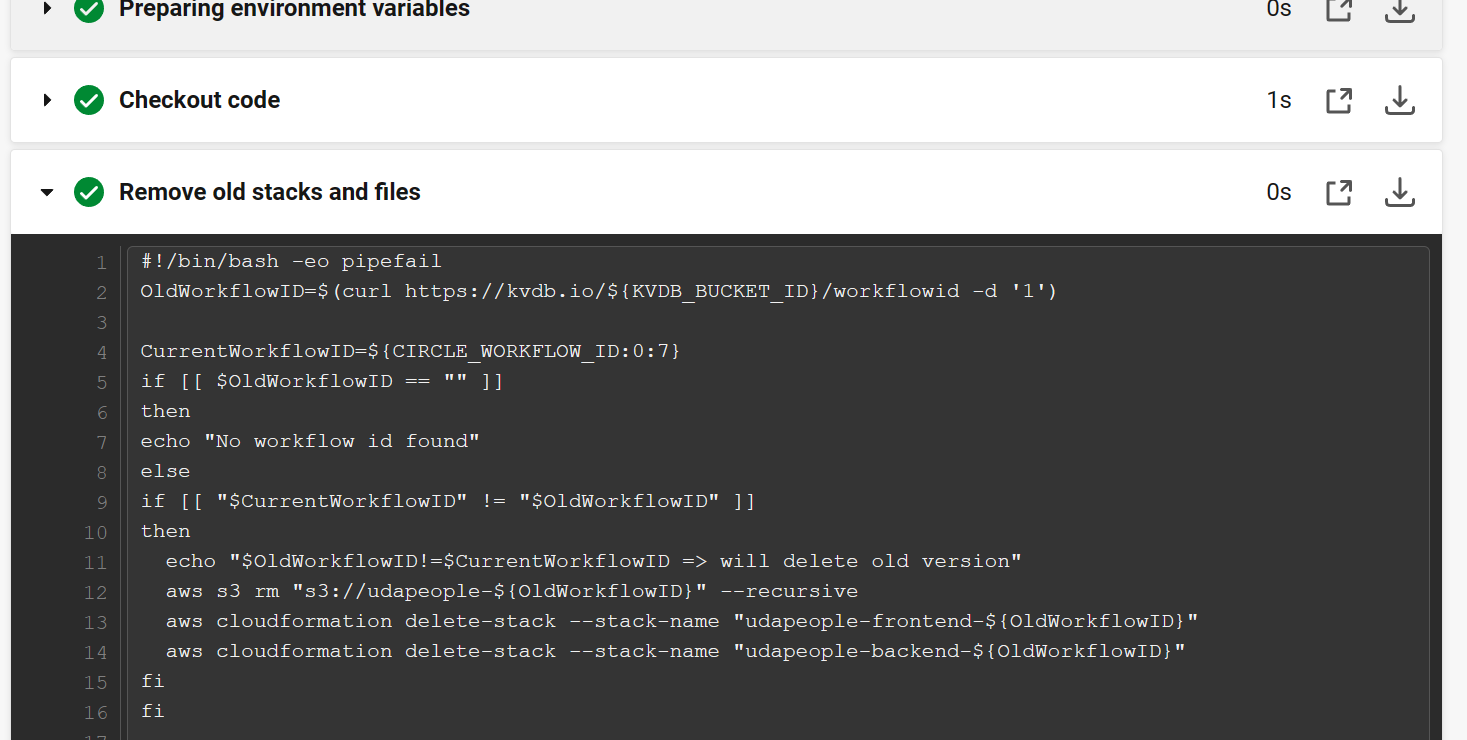 Preparing environment variables 0s
Checkout code 1s
Remove old stacks and files 0s
1 #!/bin/bash -eo pipefail
2 OldWorkflowID=$(curl https://kvdb.io/${KVDB_BUCKET_ID}/workflowid -d '1')
3
4 CurrentWorkflowID=${CIRCLE_WORKFLOW_ID:0:7}
5 if [[ $OldWorkflowID == "" ]]
6 then
7 echo "No workflow id found"
8 else
9 if [[ "$CurrentWorkflowID" != "$OldWorkflowID" ]]
10 then
11   echo "$OldWorkflowID!=$CurrentWorkflowID => will delete old version"
12   aws s3 rm "s3://udapeople-${OldWorkflowID}" --recursive
13   aws cloudformation delete-stack --stack-name "udapeople-frontend-${OldWorkflowID}"
14   aws cloudformation delete-stack --stack-name "udapeople-backend-${OldWorkflowID}"
15 fi
16 fi
17